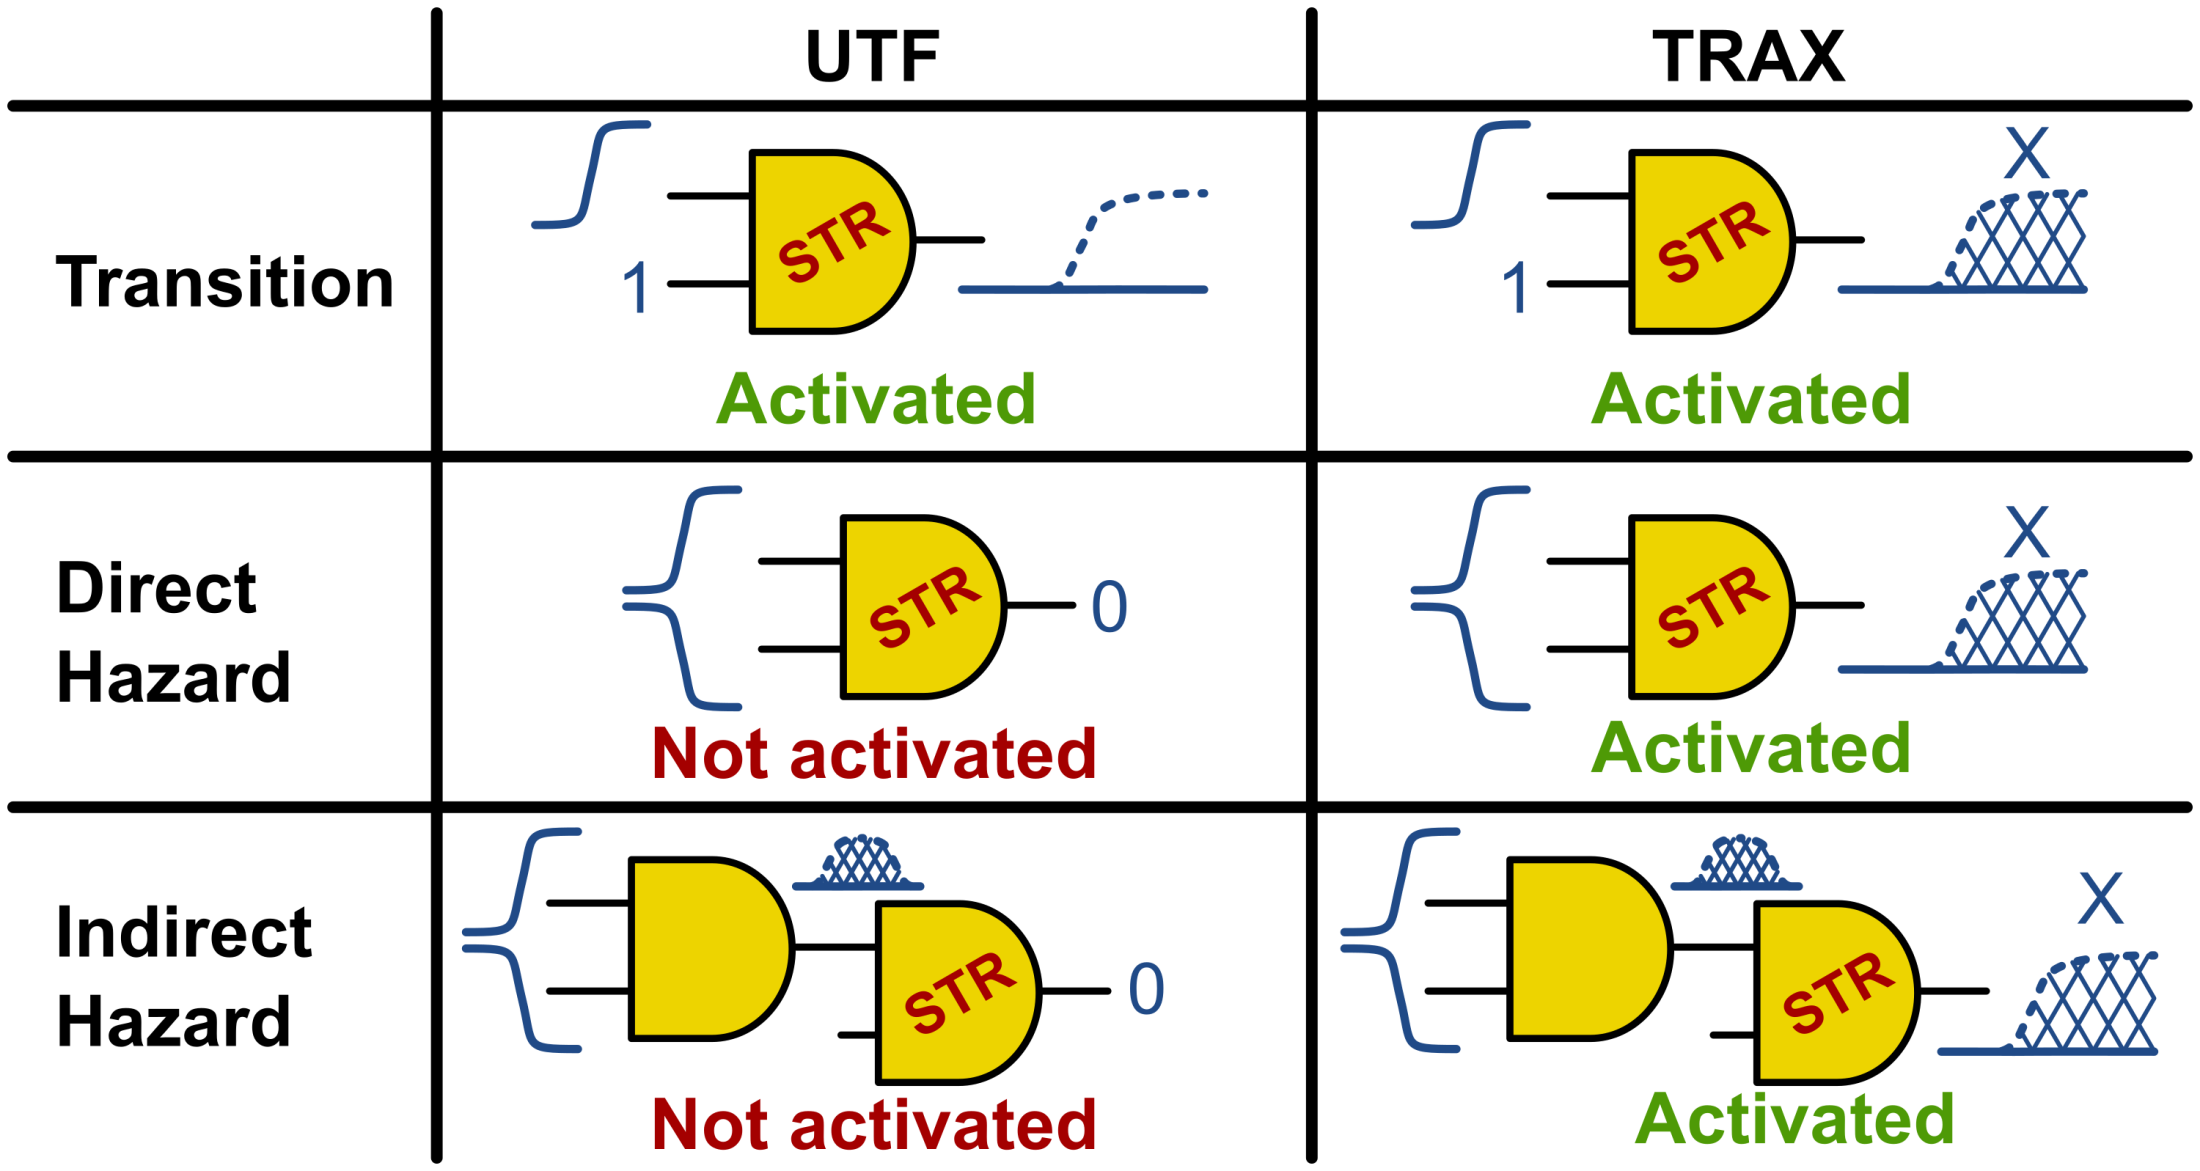 UTF
TRAX
Transition
1
STR
Activated
1
STR
X
Activated
Direct
Hazard
STR
0
Not activated
STR
X
Activated
Indirect
Hazard
STR
0
Not activated
STR
X
Activated